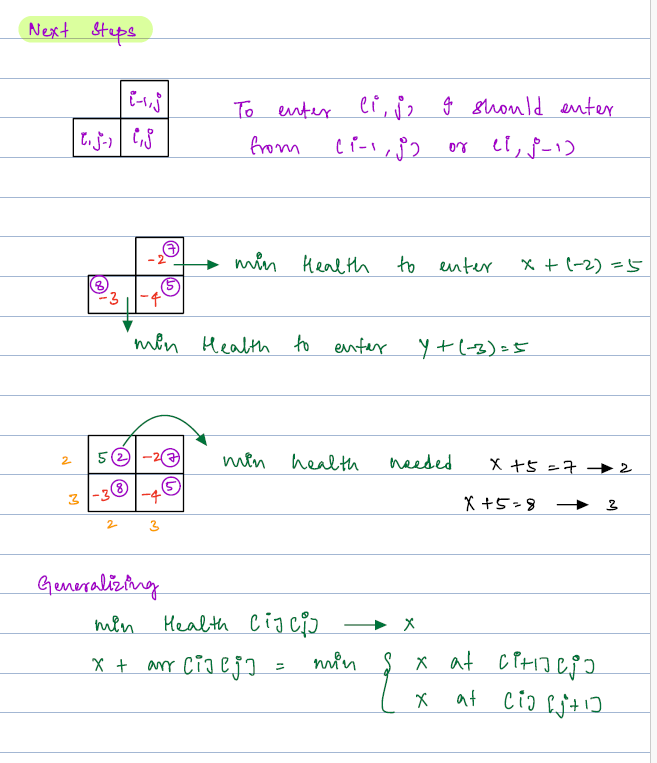 Next Steps
i-1,j
To enter (i,j) I should enter
i,j-1 i,j
from (i-1,j) or (i,j-1)
-2 7
min Health to enter x + (-2) = 5
8 -3 -4 5
min Health to enter y + (-3) = 5
2 5 2 -2 7
min health needed x + 5 = 7 → 2
3 -3 8 -4 5
x + 5 = 8 → 3
2 3
Generalizing
min Health [i][j] → x
x + arr[i][j] = min { x at [i+1][j]
x at [i][j+1]